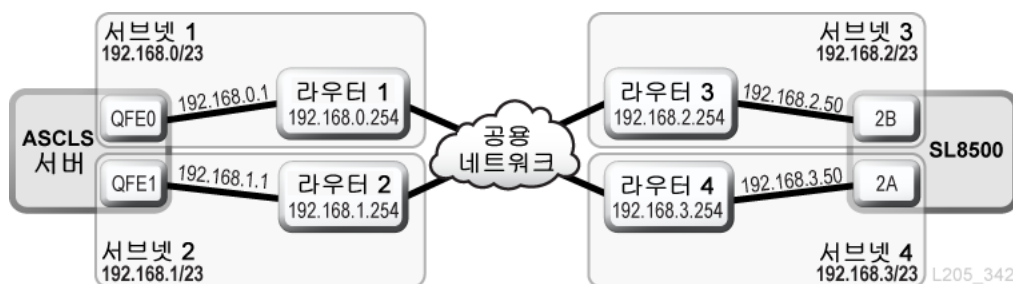 서브넷 1
192.168.0/23
서브넷 3
192.168.2/23
ASCLS
서버
QFE0
192.168.0.1
라우터 1
192.168.0.254
QFE1
192.168.1.1
라우터 2
192.168.1.254
공용
네트워크
라우터 3
192.168.2.254
192.168.2.50
2B
라우터 4
192.168.3.254
192.168.3.50
2A
SL8500
서브넷 2
192.168.1/23
서브넷 4
192.168.3/23
L205_342